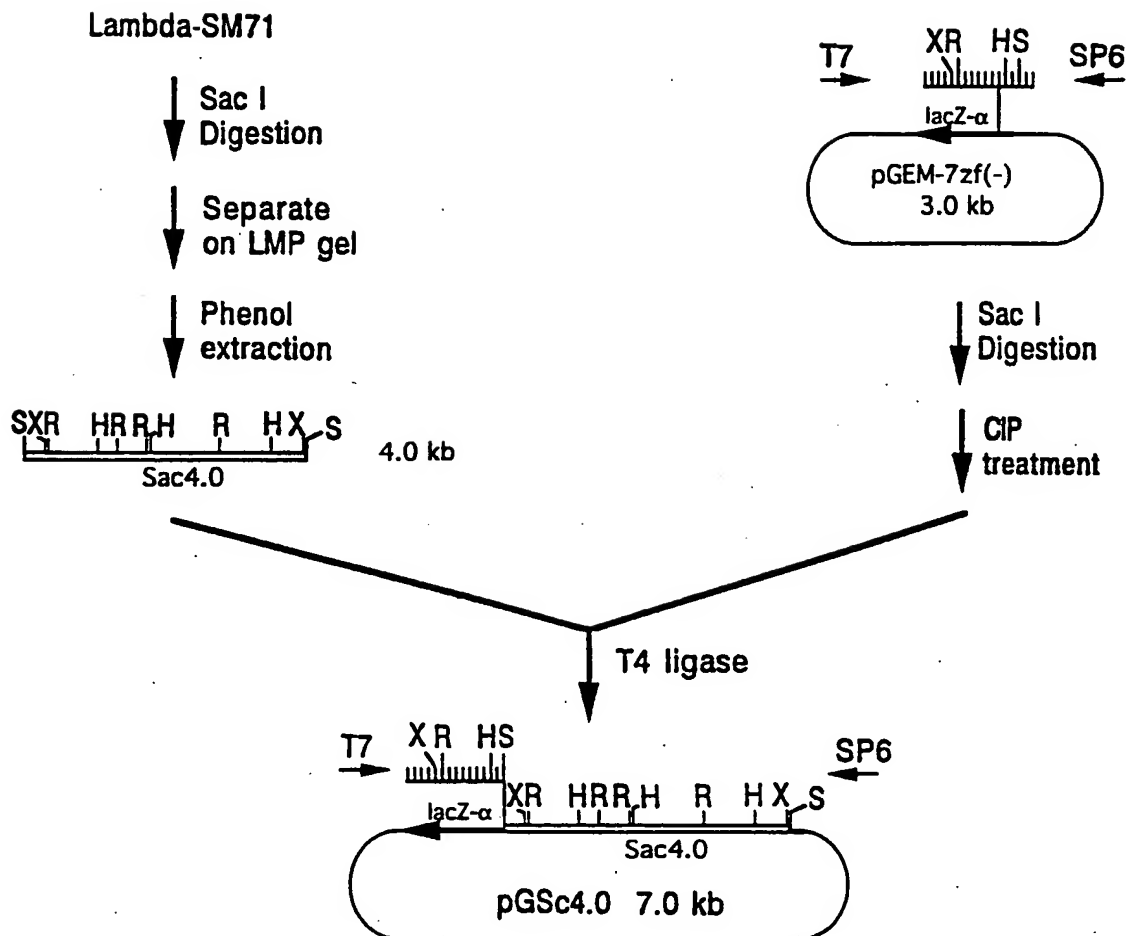 Lambda-SM71
Sac I
Digestion
Separate
on LMP gel
Phenol
extraction
SXR HR R H R H X S
Sac4.0
4.0 kb
XR HS
T7
SP6
lacZ-α
pGEM-7zf(-)
3.0 kb
Sac I
Digestion
CIP
treatment
T4 ligase
T7
X R HS
SP6
lacZ-α
XR HR R H R H X S
Sac4.0
pGSc4.0 7.0 kb